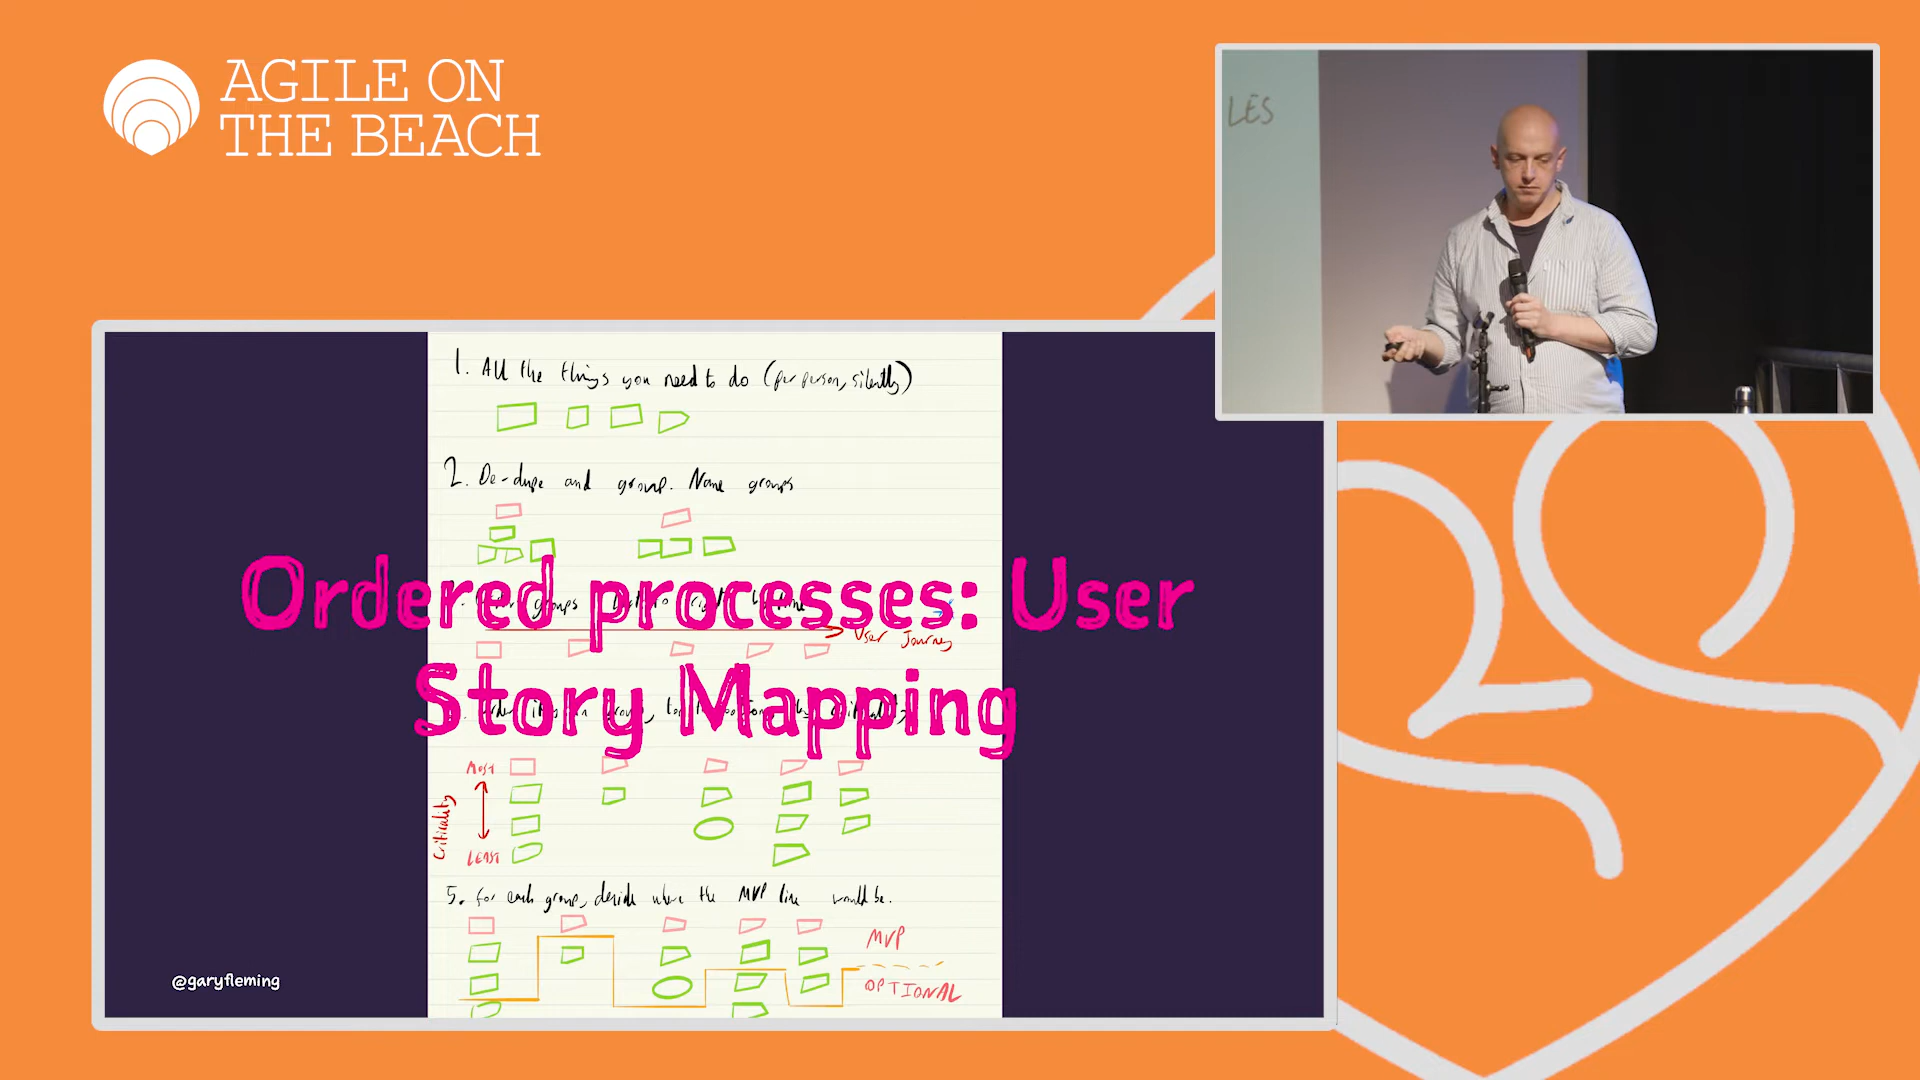 AGILE ON
THE BEACH
LES
1. All the things you need to do (per person, silently)
2. De-dupe and group. Name groups
Ordered processes: User
groups
User Journey
Story Mapping
MOST
Criticality
LEAST
5. For each group, decide where the MVP line would be.
MVP
OPTIONAL
@garyfleming